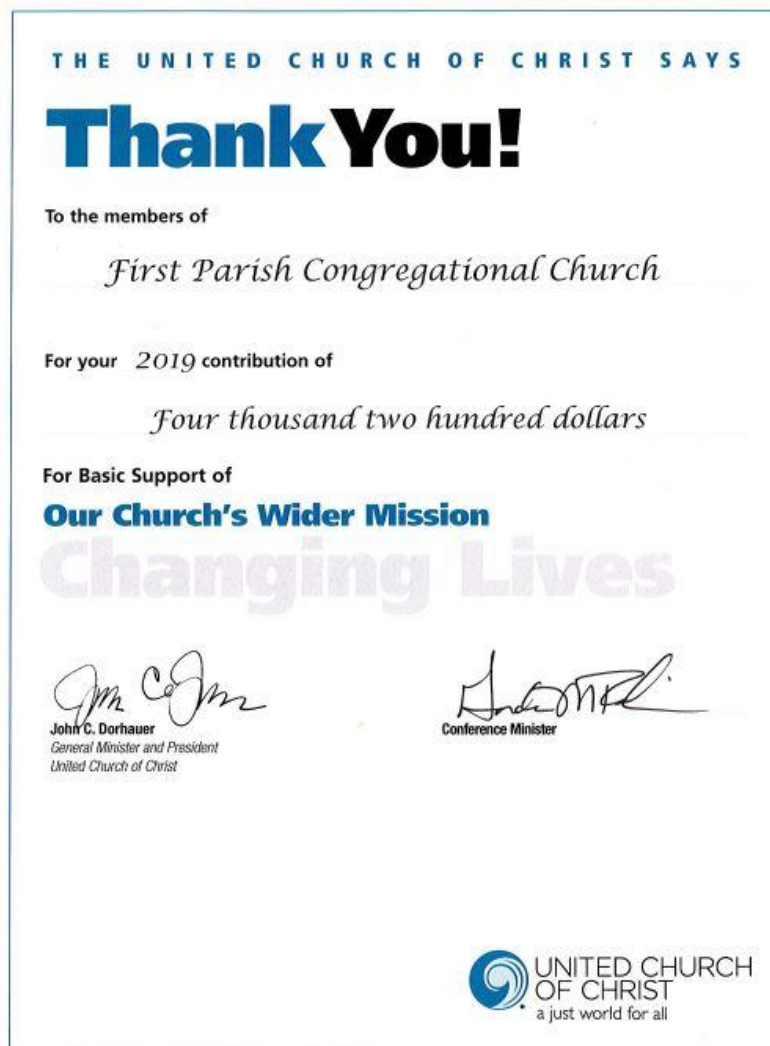 THE UNITED CHURCH OF CHRIST SAYS
Thank You!
To the members of
First Parish Congregational Church
For your 2019 contribution of
Four thousand two hundred dollars
For Basic Support of
Our Church's Wider Mission
Changing Lives
John C. Dorhauer
General Minister and President
United Church of Christ
Conference Minister
UNITED CHURCH
OF CHRIST
a just world for all